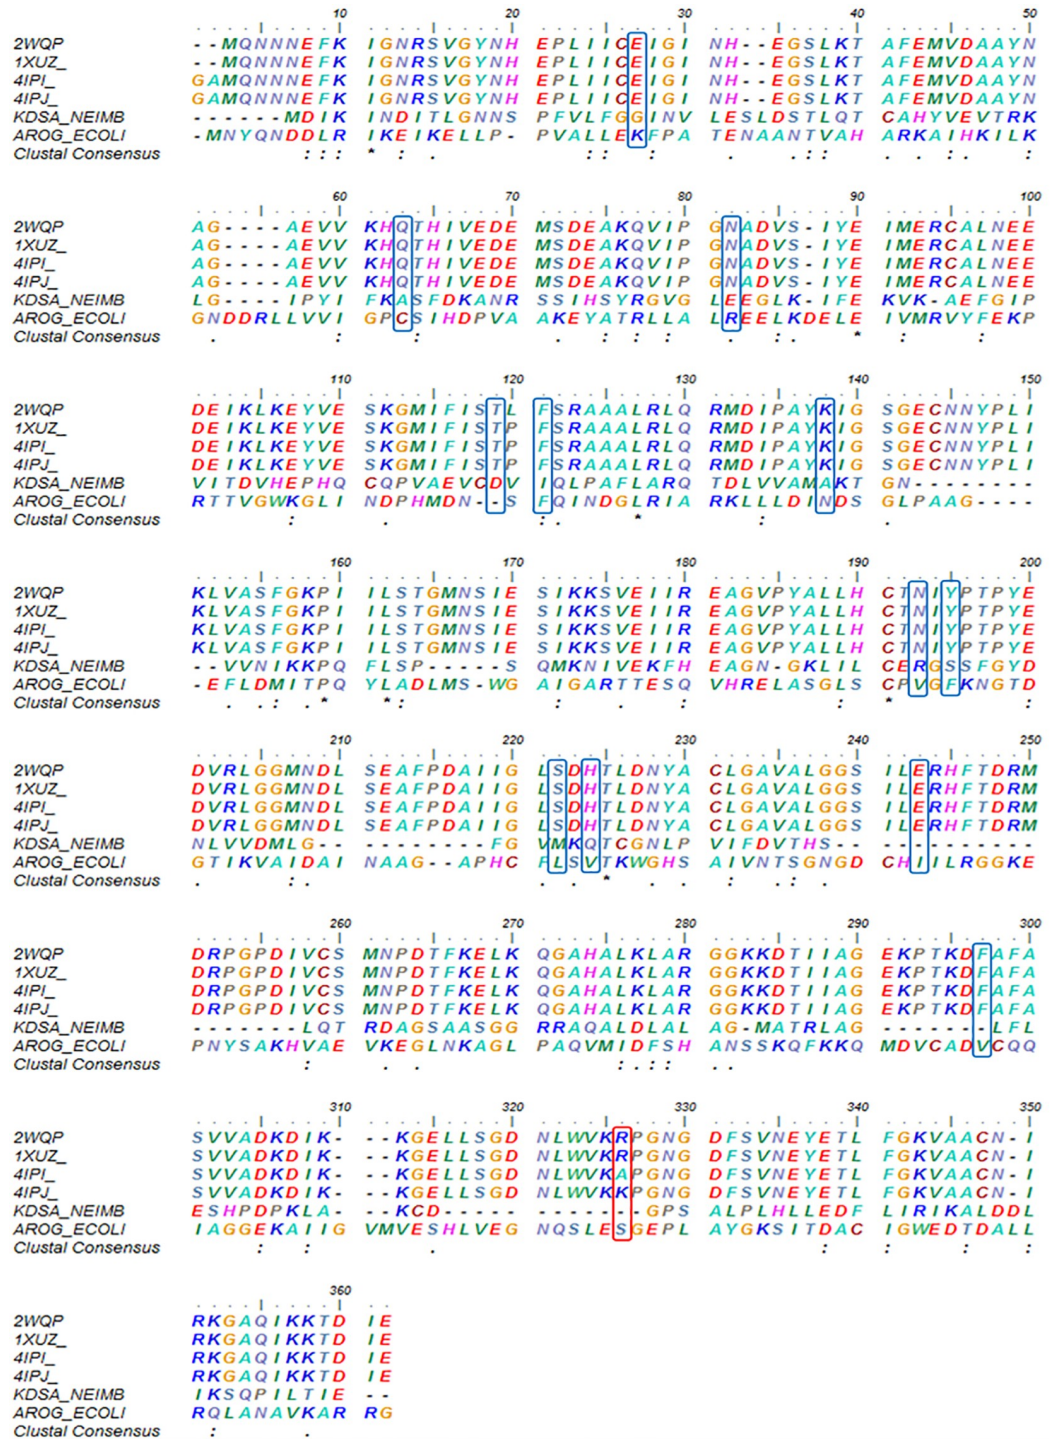 10 20 30 40 50
2WQP - - MQNNNEFK IGNRSVGYNH EPLIICEIGI NH - - EGSLKT AFEMVDAAYN
1XUZ_ - - MQNNNEFK IGNRSVGYNH EPLIICEIGI NH - - EGSLKT AFEMVDAAYN
4IPI_ GAMQNNNEFK IGNRSVGYNH EPLIICEIGI NH - - EGSLKT AFEMVDAAYN
4IPJ_ GAMQNNNEFK IGNRSVGYNH EPLIICEIGI NH - - EGSLKT AFEMVDAAYN
KDSA_NEIMB - - - - - - MDIK INDITLGNNS PFVLFGGINV LESLDSTLQT CAHYVEVTRK
AROG_ECOLI - MNYQNDDLR IKEIKELLP - PVALLEKFPA TENAANTVAH ARKAIHKILK
Clustal Consensus : : : * : . : : : . . : . . : . :
60 70 80 90 100
2WQP AG - - - - AEVV KHQTHIVEDE MSDEAKQVIP GNADVS - IYE IMERCALNEE
1XUZ_ AG - - - - AEVV KHQTHIVEDE MSDEAKQVIP GNADVS - IYE IMERCALNEE
4IPI_ AG - - - - AEVV KHQTHIVEDE MSDEAKQVIP GNADVS - IYE IMERCALNEE
4IPJ_ AG - - - - AEVV KHQTHIVEDE MSDEAKQVIP GNADVS - IYE IMERCALNEE
KDSA_NEIMB LG - - - - IPYI FKASFDKANR SSIHSYRGVG LEEGLK - IFE KVK - AEFGIP
AROG_ECOLI GNDDRLLVVI GPCSIHDPVA AKEYATRLLA LREELKDELE IVMRVYFEKP
Clustal Consensus . : : . : : : . . * : :
110 120 130 140 150
2WQP DEIKLKEYVE SKGMIFISTL FSRAAALRLQ RMDIPAYKIG SGECNNYPLI
1XUZ_ DEIKLKEYVE SKGMIFISTP FSRAAALRLQ RMDIPAYKIG SGECNNYPLI
4IPI_ DEIKLKEYVE SKGMIFISTP FSRAAALRLQ RMDIPAYKIG SGECNNYPLI
4IPJ_ DEIKLKEYVE SKGMIFISTP FSRAAALRLQ RMDIPAYKIG SGECNNYPLI
KDSA_NEIMB VITDVHEPHQ CQPVAEVCDV IQLPAFLARQ TDLVVAMAKT GN - - - - - - - -
AROG_ECOLI RTTVGWKGLI NDPHMDN - - S FQINDGLRIA RKLLLDINDS GLPAAG - - - -
Clustal Consensus : . : . * : .
160 170 180 190 200
2WQP KLVASFGKPI ILSTGMNSIE SIKKSVEIIR EAGVPYALLH CTNIYPTPYE
1XUZ_ KLVASFGKPI ILSTGMNSIE SIKKSVEIIR EAGVPYALLH CTNIYPTPYE
4IPI_ KLVASFGKPI ILSTGMNSIE SIKKSVEIIR EAGVPYALLH CTNIYPTPYE
4IPJ_ KLVASFGKPI ILSTGMNSIE SIKKSVEIIR EAGVPYALLH CTNIYPTPYE
KDSA_NEIMB - - VVNIKKPQ FLSP - - - - - S QMKNIVEKFH EAGN - GKLIL CERGSSFGYD
AROG_ECOLI - EFLDMITPQ YLADLMS - WG AIGARTTESQ VHRELASGLS CPVGFKNGTD
Clustal Consensus . . : . * * : : . : : * . :
210 220 230 240 250
2WQP DVRLGGMNDL SEAFPDAIIG LSDHTLDNYA CLGAVALGGS ILERHFTDRM
1XUZ_ DVRLGGMNDL SEAFPDAIIG LSDHTLDNYA CLGAVALGGS ILERHFTDRM
4IPI_ DVRLGGMNDL SEAFPDAIIG LSDHTLDNYA CLGAVALGGS ILERHFTDRM
4IPJ_ DVRLGGMNDL SEAFPDAIIG LSDHTLDNYA CLGAVALGGS ILERHFTDRM
KDSA_NEIMB NLVVDMLG - - - - - - - - - - FG VMKQTCGNLP VIFDVTHS - - - - - - - - - - - -
AROG_ECOLI GTIKVAIDAI NAAG - - APHC FLSVTKWGHS AIVNTSGNGD CHIILRGGKE
Clustal Consensus . : . . . * . . : . : .
260 270 280 290 300
2WQP DRPGPDIVCS MNPDTFKELK QGAHALKLAR GGKKDTIIAG EKPTKDFAFA
1XUZ_ DRPGPDIVCS MNPDTFKELK QGAHALKLAR GGKKDTIIAG EKPTKDFAFA
4IPI_ DRPGPDIVCS MNPDTFKELK QGAHALKLAR GGKKDTIIAG EKPTKDFAFA
4IPJ_ DRPGPDIVCS MNPDTFKELK QGAHALKLAR GGKKDTIIAG EKPTKDFAFA
KDSA_NEIMB - - - - - - - LQT RDAGSAASGG RRAQALDLAL AG - MATRLAG - - - - - - - LFL
AROG_ECOLI PNYSAKHVAE VKEGLNKAGL PAQVMIDFSH ANSSKQFKKQ MDVCADVCQQ
Clustal Consensus : . . : . : : . .
310 320 330 340 350
2WQP SVVADKDIK - - - KGELLSGD NLWVKRPGNG DFSVNEYETL FGKVAACN - I
1XUZ_ SVVADKDIK - - - KGELLSGD NLWVKRPGNG DFSVNEYETL FGKVAACN - I
4IPI_ SVVADKDIK - - - KGELLSGD NLWVKAPGNG DFSVNEYETL FGKVAACN - I
4IPJ_ SVVADKDIK - - - KGELLSGD NLWVKKPGNG DFSVNEYETL FGKVAACN - I
KDSA_NEIMB ESHPDPKLA - - - KCD - - - - - - - - - - - - GPS ALPLHLLEDF LIRIKALDDL
AROG_ECOLI IAGGEKAIIG VMVESHLVEG NQSLESGEPL AYGKSITDAC IGWEDTDALL
Clustal Consensus : : . : : : :
360
2WQP RKGAQIKKTD IE
1XUZ_ RKGAQIKKTD IE
4IPI_ RKGAQIKKTD IE
4IPJ_ RKGAQIKKTD IE
KDSA_NEIMB IKSQPILTIE - -
AROG_ECOLI RQLANAVKAR RG
Clustal Consensus : .